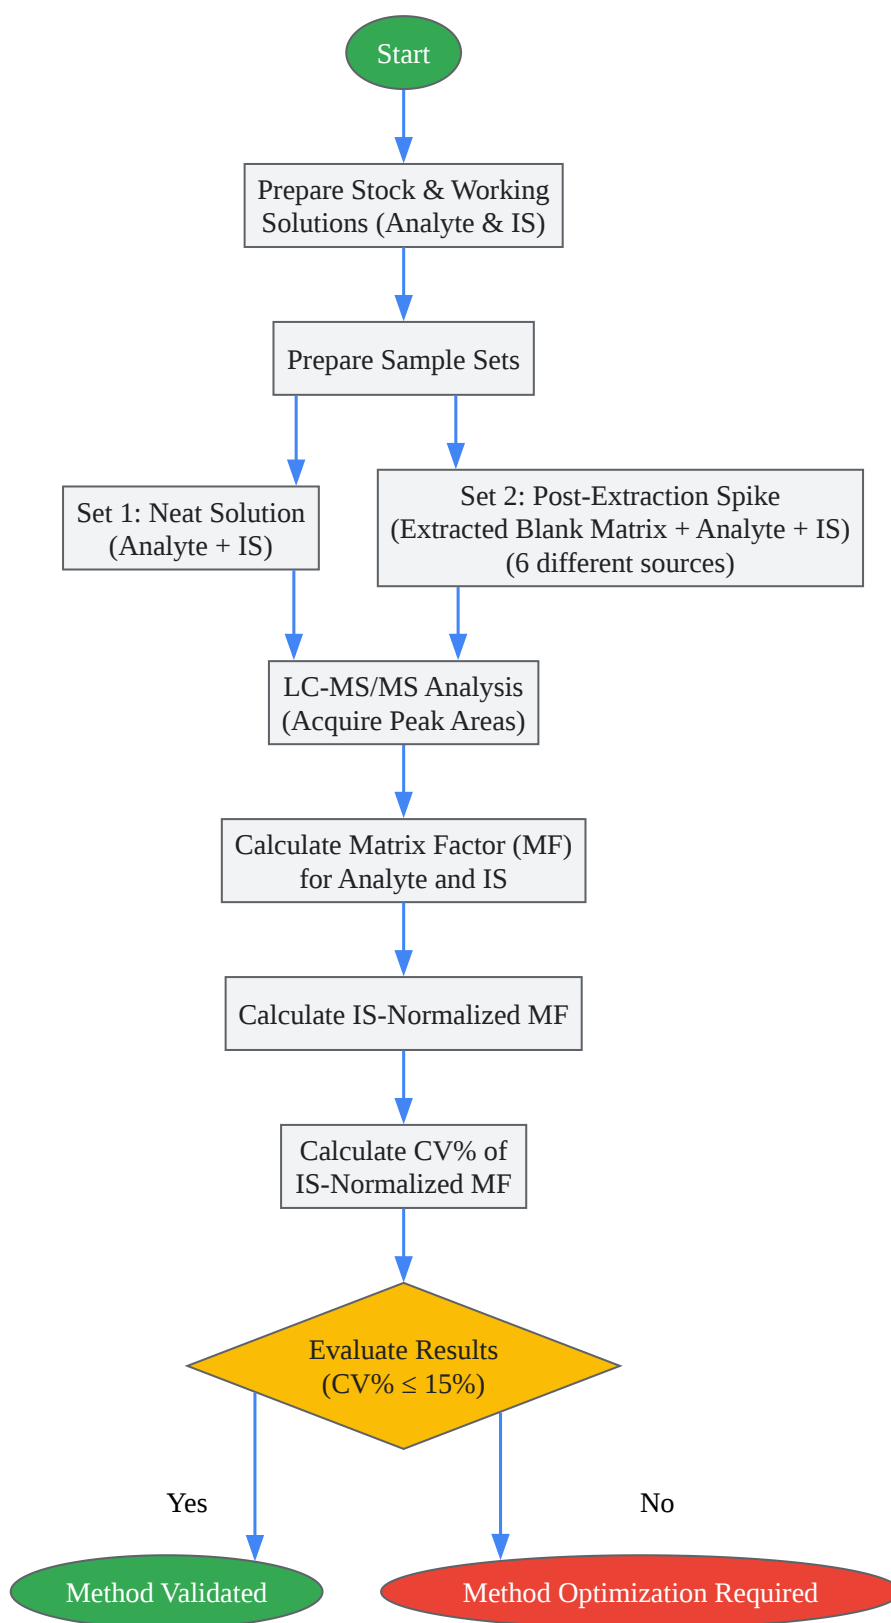 Start
Prepare Stock & Working
Solutions (Analyte & IS)
Prepare Sample Sets
Set 1: Neat Solution
(Analyte + IS)
Set 2: Post-Extraction Spike
(Extracted Blank Matrix + Analyte + IS)
(6 different sources)
LC-MS/MS Analysis
(Acquire Peak Areas)
Calculate Matrix Factor (MF)
for Analyte and IS
Calculate IS-Normalized MF
Calculate CV% of
IS-Normalized MF
Evaluate Results
(CV% ≤ 15%)
Yes
No
Method Validated
Method Optimization Required